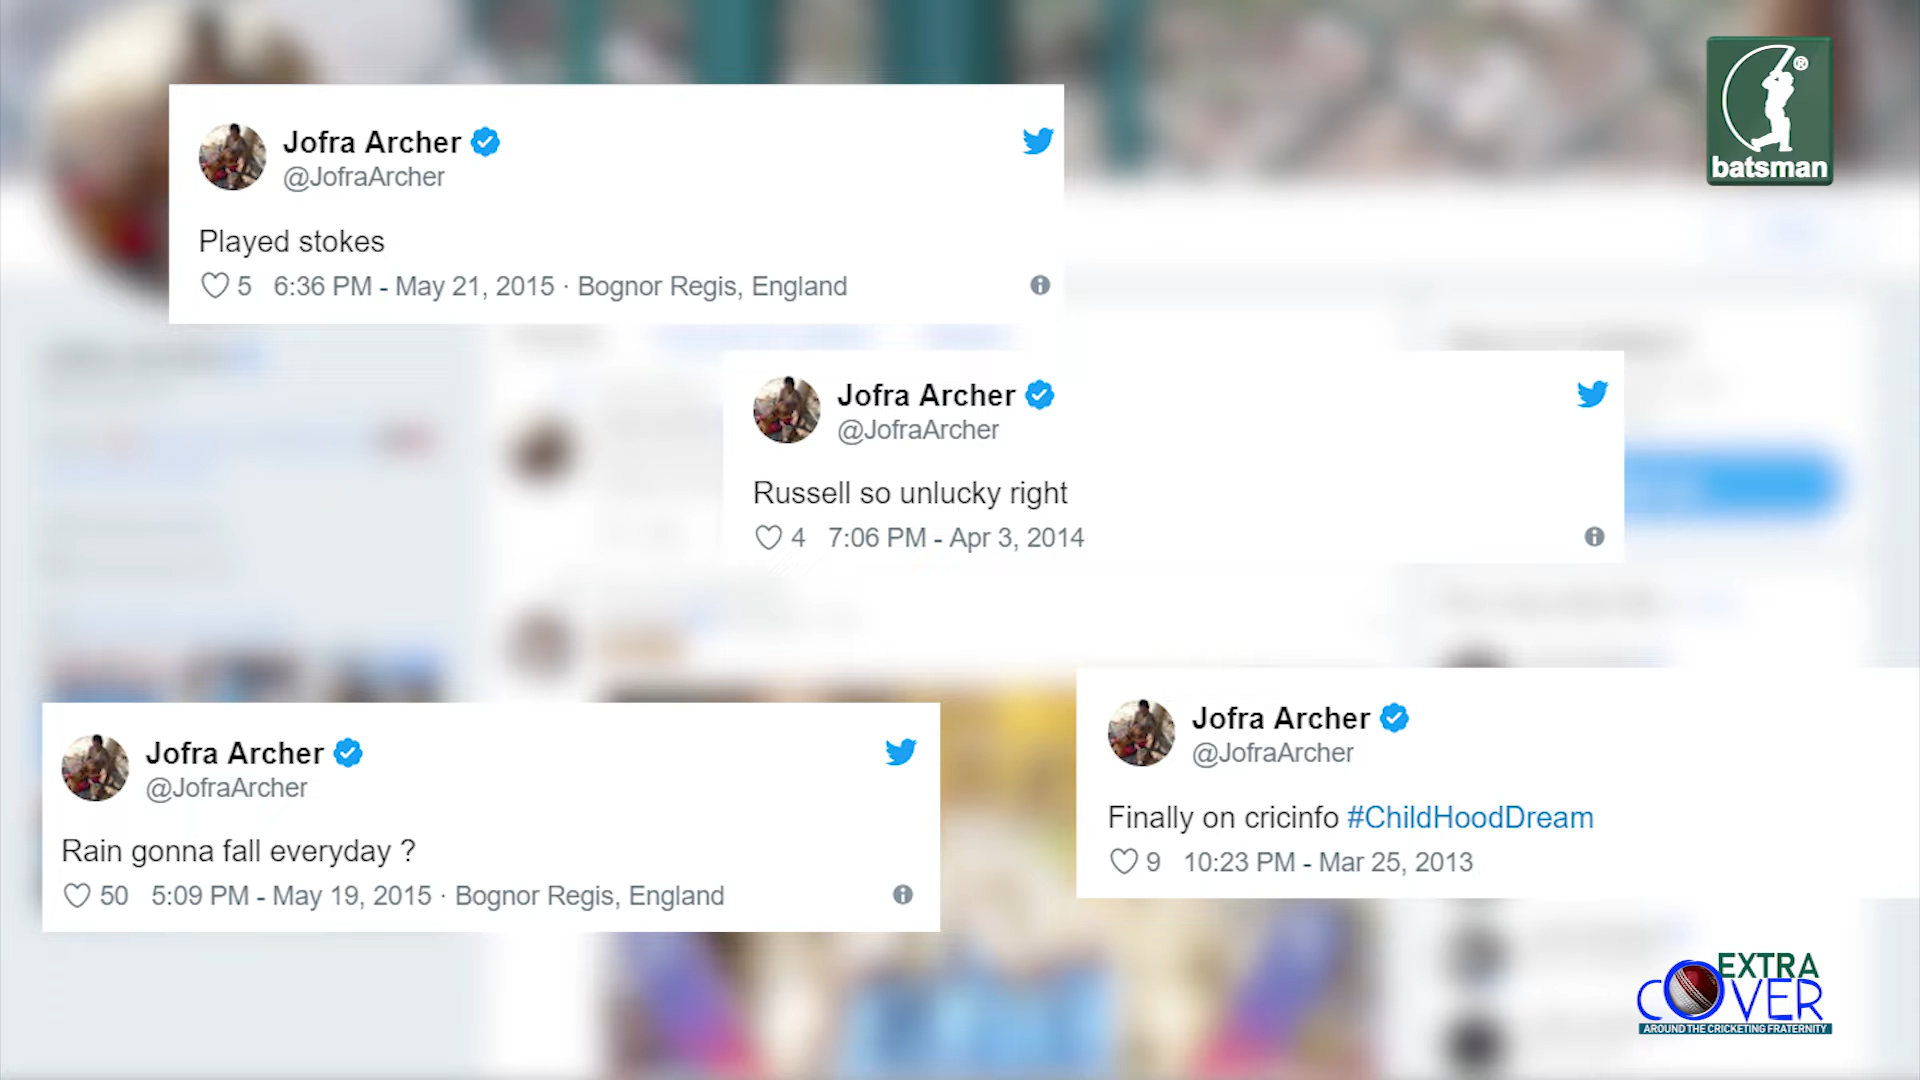 Jofra Archer
@JofraArcher
Played stokes
5 6:36 PM - May 21, 2015 · Bognor Regis, England
®
batsman
Jofra Archer
@JofraArcher
Russell so unlucky right
4 7:06 PM - Apr 3, 2014
Jofra Archer
@JofraArcher
Rain gonna fall everyday ?
50 5:09 PM - May 19, 2015 · Bognor Regis, England
Jofra Archer
@JofraArcher
Finally on cricinfo #ChildHoodDream
9 10:23 PM - Mar 25, 2013
EXTRA
COVER
AROUND THE CRICKETING FRATERNITY